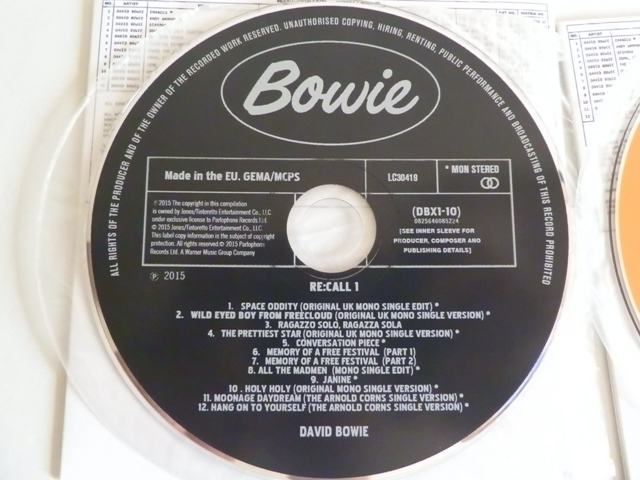 ALL RIGHTS OF THE PRODUCER AND OF THE OWNER OF THE RECORDED WORK RESERVED. UNAUTHORISED COPYING, HIRING, RENTING, PUBLIC PERFORMANCE AND BROADCASTING OF THIS RECORD PROHIBITED
Bowie
Made in the EU. GEMA/MCPS
LC30419
* MON STEREO
℗ 2015 The copyright in this compilation
is owned by Jones/Tintoretto Entertainment Co., LLC
under exclusive license to Parlophone Records Ltd.
© 2015 Jones/Tintoretto Entertainment Co., LLC
This label copy information is the subject of copyright
protection. All rights reserved © 2015 Parlophone
Records Ltd. A Warner Music Group Company
(DBX1-10)
[SEE INNER SLEEVE FOR
PRODUCER, COMPOSER AND
PUBLISHING DETAILS]
℗ 2015
RE:CALL 1
1. SPACE ODDITY (ORIGINAL UK MONO SINGLE EDIT) *
2. WILD EYED BOY FROM FREECLOUD (ORIGINAL UK MONO SINGLE VERSION) *
3. RAGAZZO SOLO, RAGAZZA SOLA
4. THE PRETTIEST STAR (ORIGINAL UK MONO SINGLE VERSION) *
5. CONVERSATION PIECE *
6. MEMORY OF A FREE FESTIVAL (PART 1)
7. MEMORY OF A FREE FESTIVAL (PART 2)
8. ALL THE MADMEN (MONO SINGLE EDIT) *
9. JANINE *
10. HOLY HOLY (ORIGINAL MONO SINGLE VERSION) *
11. MOONAGE DAYDREAM (THE ARNOLD CORNS SINGLE VERSION) *
12. HANG ON TO YOURSELF (THE ARNOLD CORNS SINGLE VERSION) *
DAVID BOWIE